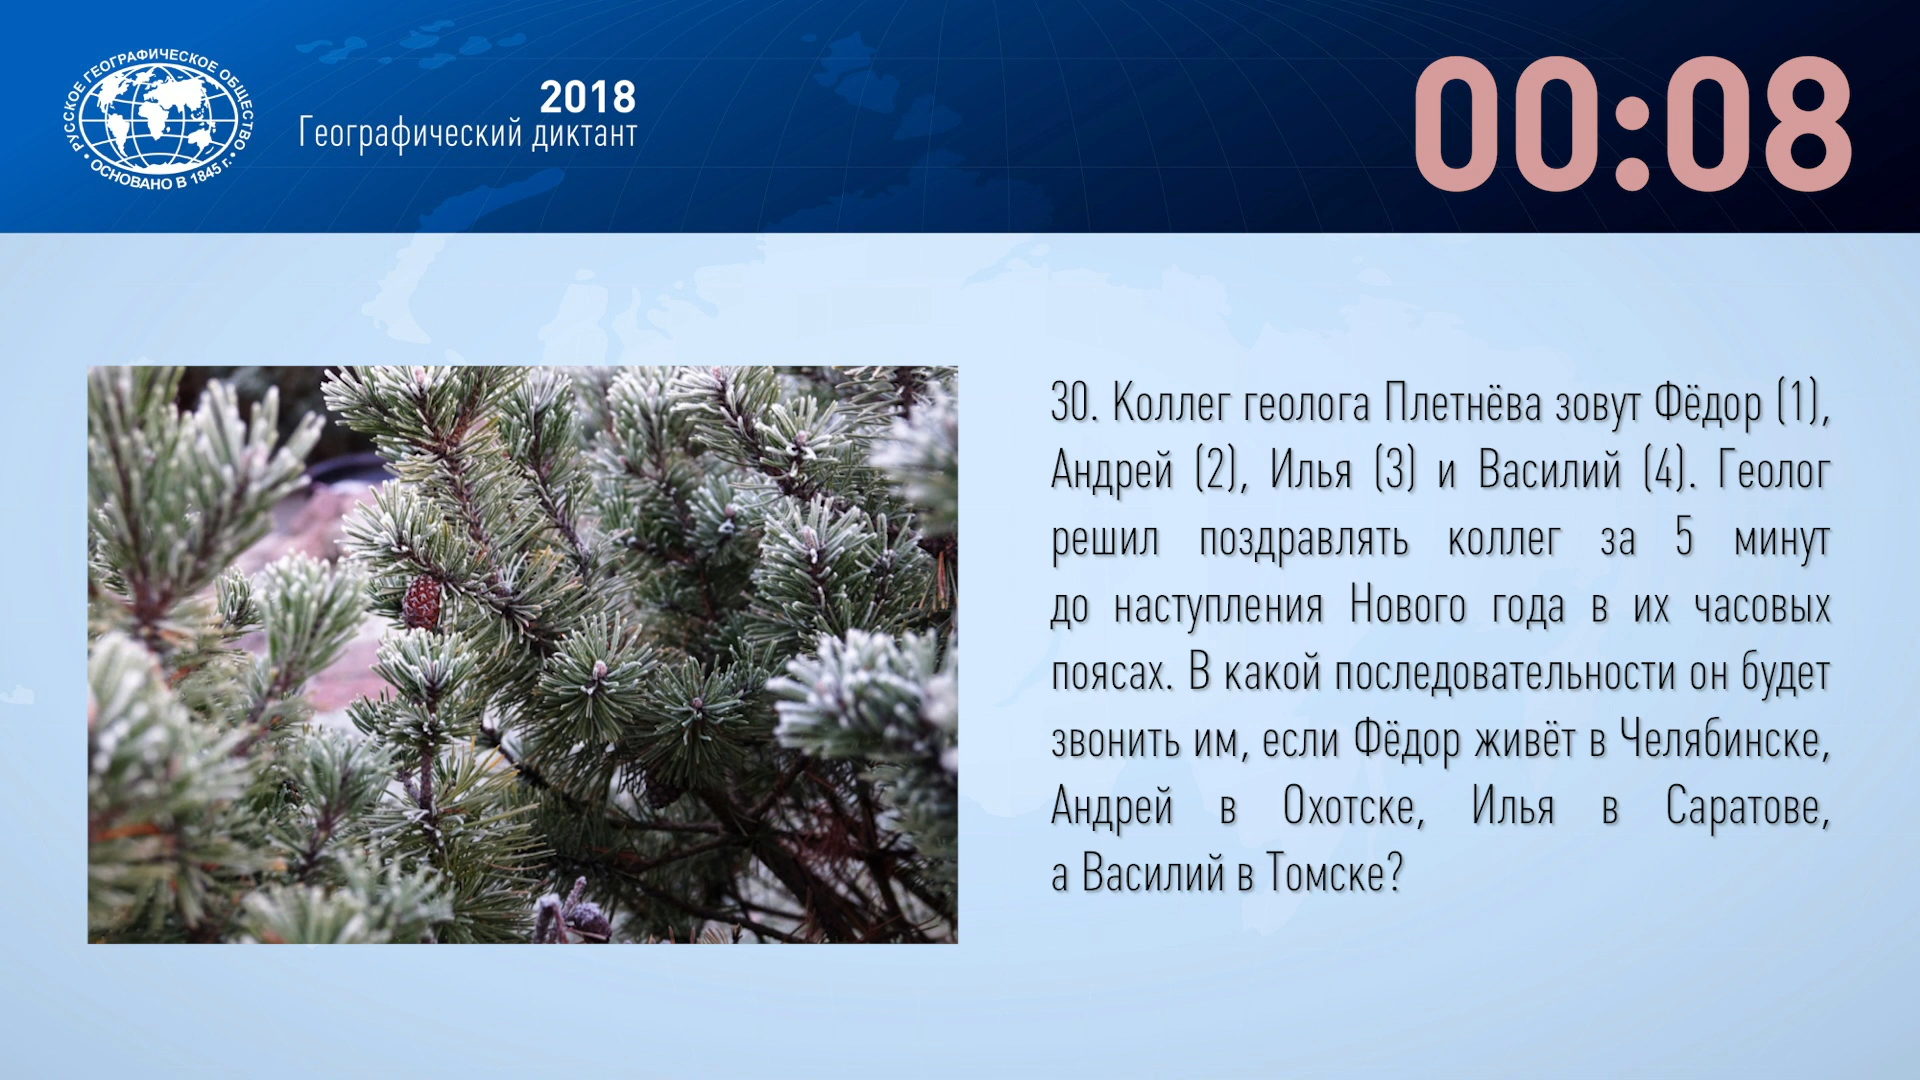 РУССКОЕ ГЕОГРАФИЧЕСКОЕ ОБЩЕСТВО
• ОСНОВАНО В 1845 г. •
2018
Географический диктант
00:08
30. Коллег геолога Плетнёва зовут Фёдор (1),
Андрей (2), Илья (3) и Василий (4). Геолог
решил поздравлять коллег за 5 минут
до наступления Нового года в их часовых
поясах. В какой последовательности он будет
звонить им, если Фёдор живёт в Челябинске,
Андрей в Охотске, Илья в Саратове,
а Василий в Томске?